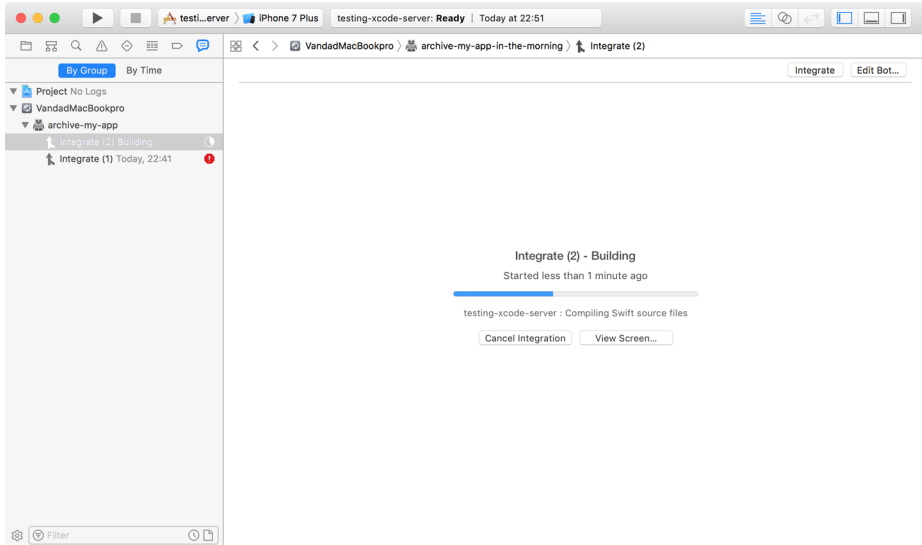 testi...erver iPhone 7 Plus testing-xcode-server: Ready | Today at 22:51
VandadMacBookpro archive-my-app-in-the-morning Integrate (2)
By Group By Time
Integrate Edit Bot...
Project No Logs
VandadMacBookpro
archive-my-app
Integrate (2) Building
Integrate (1) Today, 22:41
Integrate (2) - Building
Started less than 1 minute ago
testing-xcode-server : Compiling Swift source files
Cancel Integration View Screen...
Filter